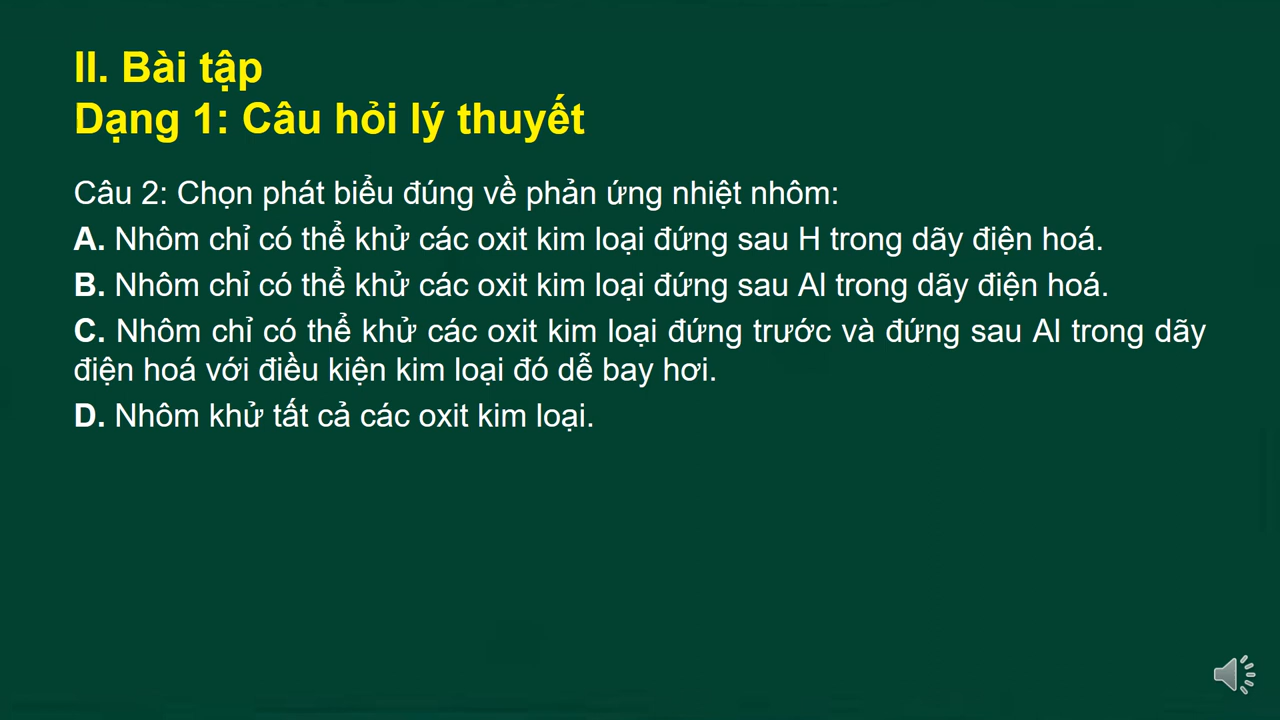 II. Bài tập
Dạng 1: Câu hỏi lý thuyết
Câu 2: Chọn phát biểu đúng về phản ứng nhiệt nhôm:
A. Nhôm chỉ có thể khử các oxit kim loại đứng sau H trong dãy điện hoá.
B. Nhôm chỉ có thể khử các oxit kim loại đứng sau Al trong dãy điện hoá.
C. Nhôm chỉ có thể khử các oxit kim loại đứng trước và đứng sau Al trong dãy
điện hoá với điều kiện kim loại đó dễ bay hơi.
D. Nhôm khử tất cả các oxit kim loại.